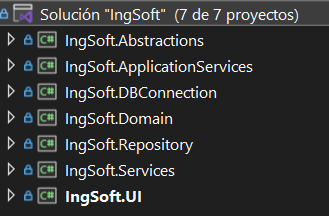 Solución "IngSoft" (7 de 7 proyectos)
C# IngSoft.Abstractions
C# IngSoft.ApplicationServices
C# IngSoft.DBConnection
C# IngSoft.Domain
C# IngSoft.Repository
C# IngSoft.Services
C# IngSoft.UI